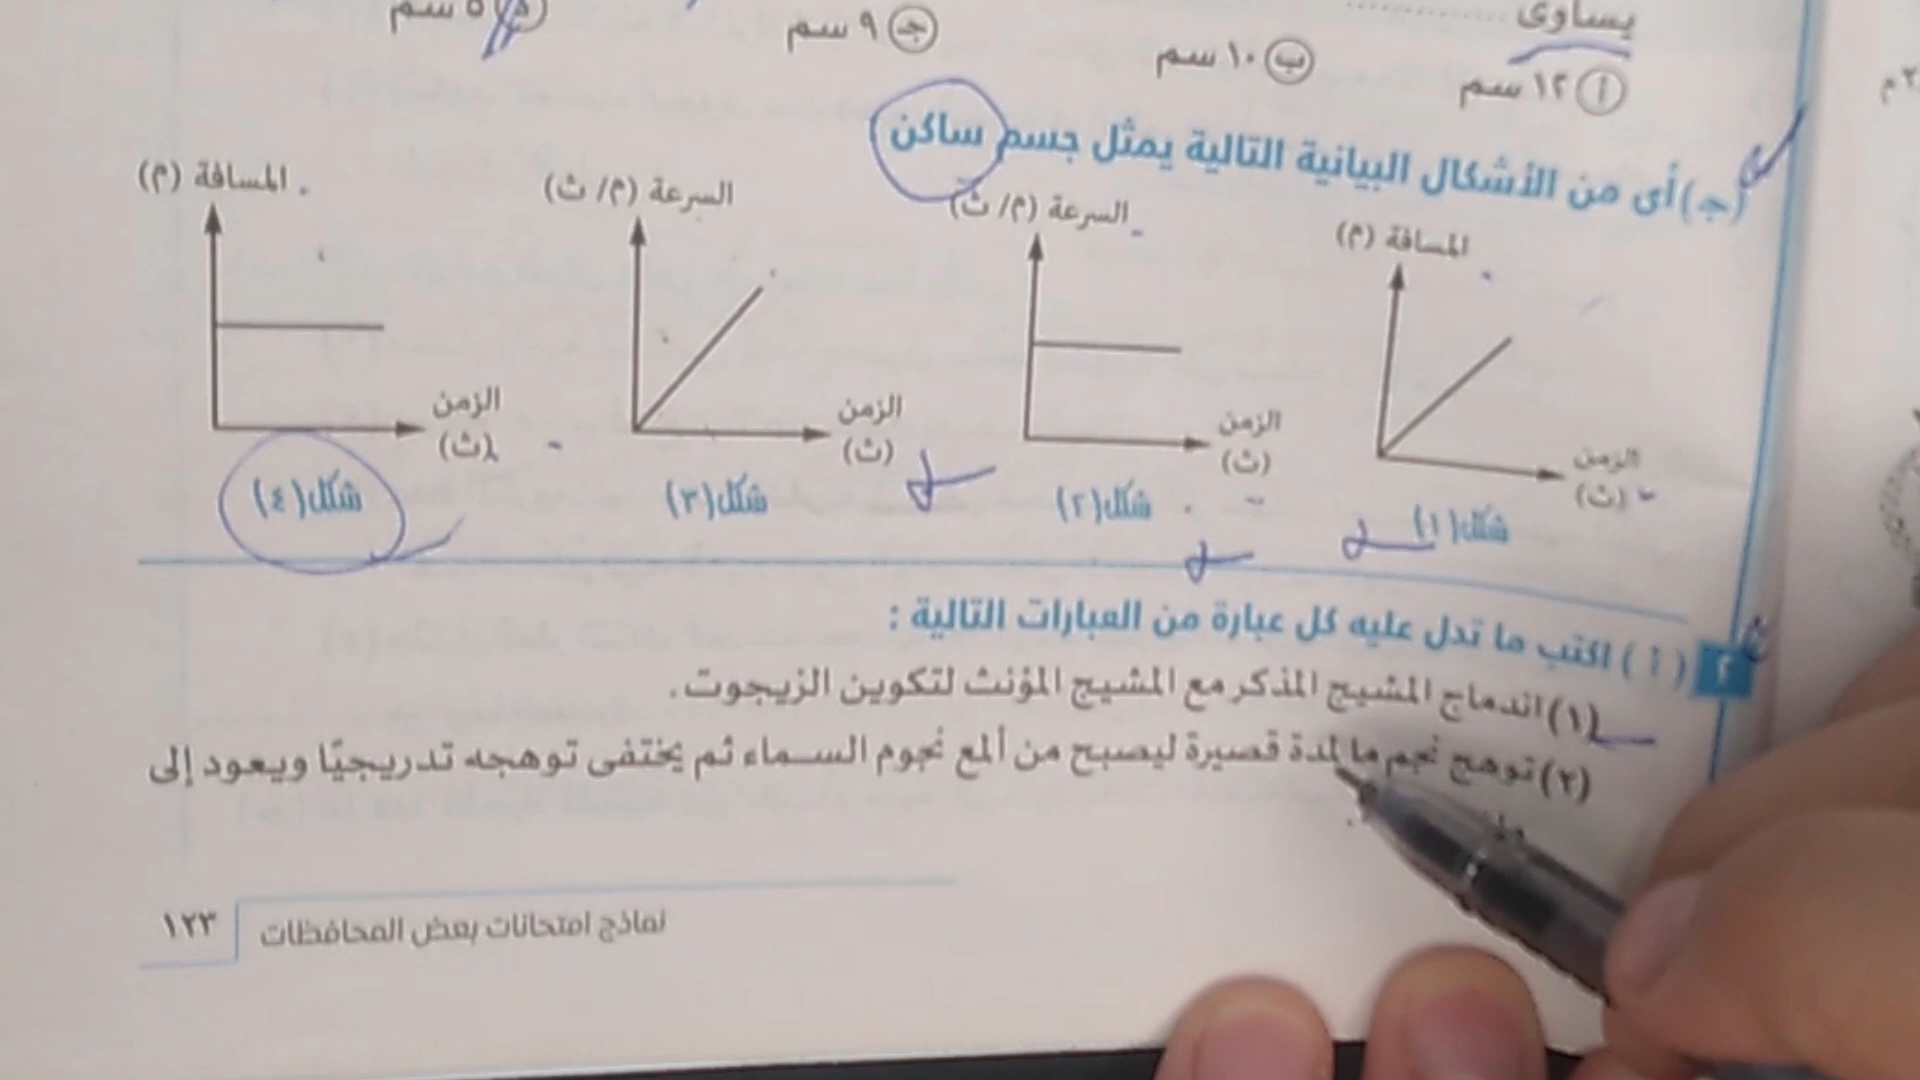 يساوى ..............
أ ١٢ سم ب ١٠ سم ج ٩ سم د ٥ سم
(جـ) أى من الأشكال البيانية التالية يمثل جسم ساكن
المسافة (م) السرعة (م/ث) السرعة (م/ث) المسافة (م)
الزمن (ث) الزمن (ث) الزمن (ث) الزمن (ث)
شكل (١) شكل (٢) شكل (٣) شكل (٤)
٢ ( أ ) اكتب ما تدل عليه كل عبارة من العبارات التالية :
(١) اندماج المشيج المذكر مع المشيج المؤنث لتكوين الزيجوت.
(٢) توهج نجم ما لمدة قصيرة ليصبح من ألمع نجوم السماء ثم يختفى توهجه تدريجيًا ويعود إلى
نماذج امتحانات بعض المحافظات ١٢٣